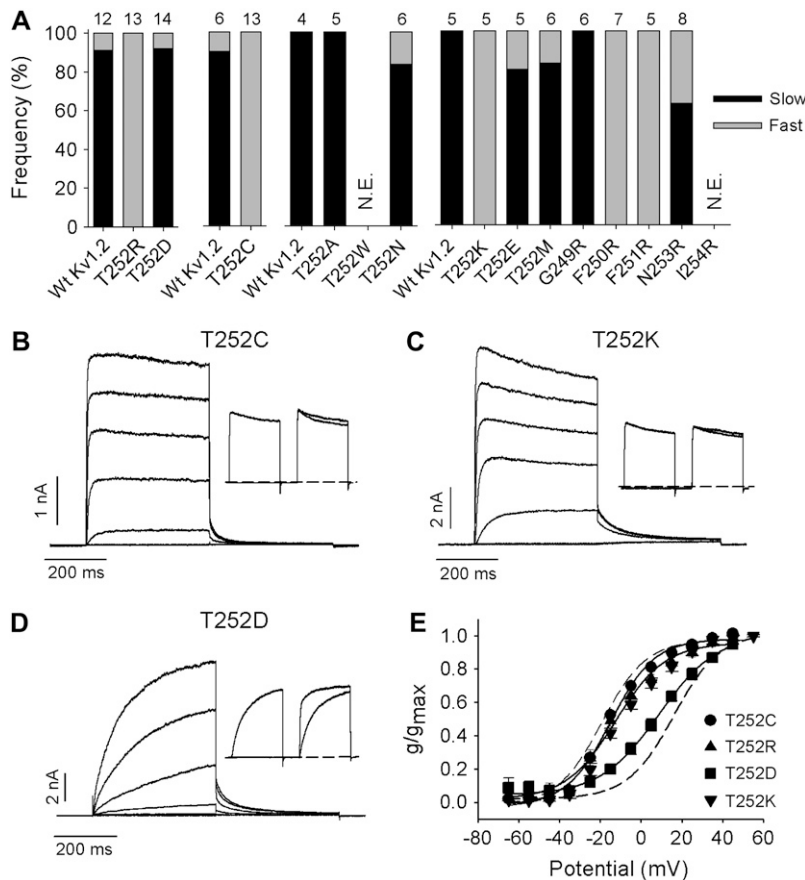 A
12 13 14 6 13 4 5 6 5 5 5 6 6 7 5 8
Frequency (%)
100
80
60
40
20
0
N.E.
N.E.
Slow
Fast
Wt Kv1.2
T252R
T252D
Wt Kv1.2
T252C
Wt Kv1.2
T252A
T252W
T252N
Wt Kv1.2
T252K
T252E
T252M
G249R
F250R
F251R
N253R
I254R
B
T252C
1 nA
200 ms
C
T252K
2 nA
200 ms
D
T252D
2 nA
200 ms
E
g/gmax
1.0
0.8
0.6
0.4
0.2
0.0
T252C
T252R
T252D
T252K
-80 -60 -40 -20 0 20 40 60
Potential (mV)